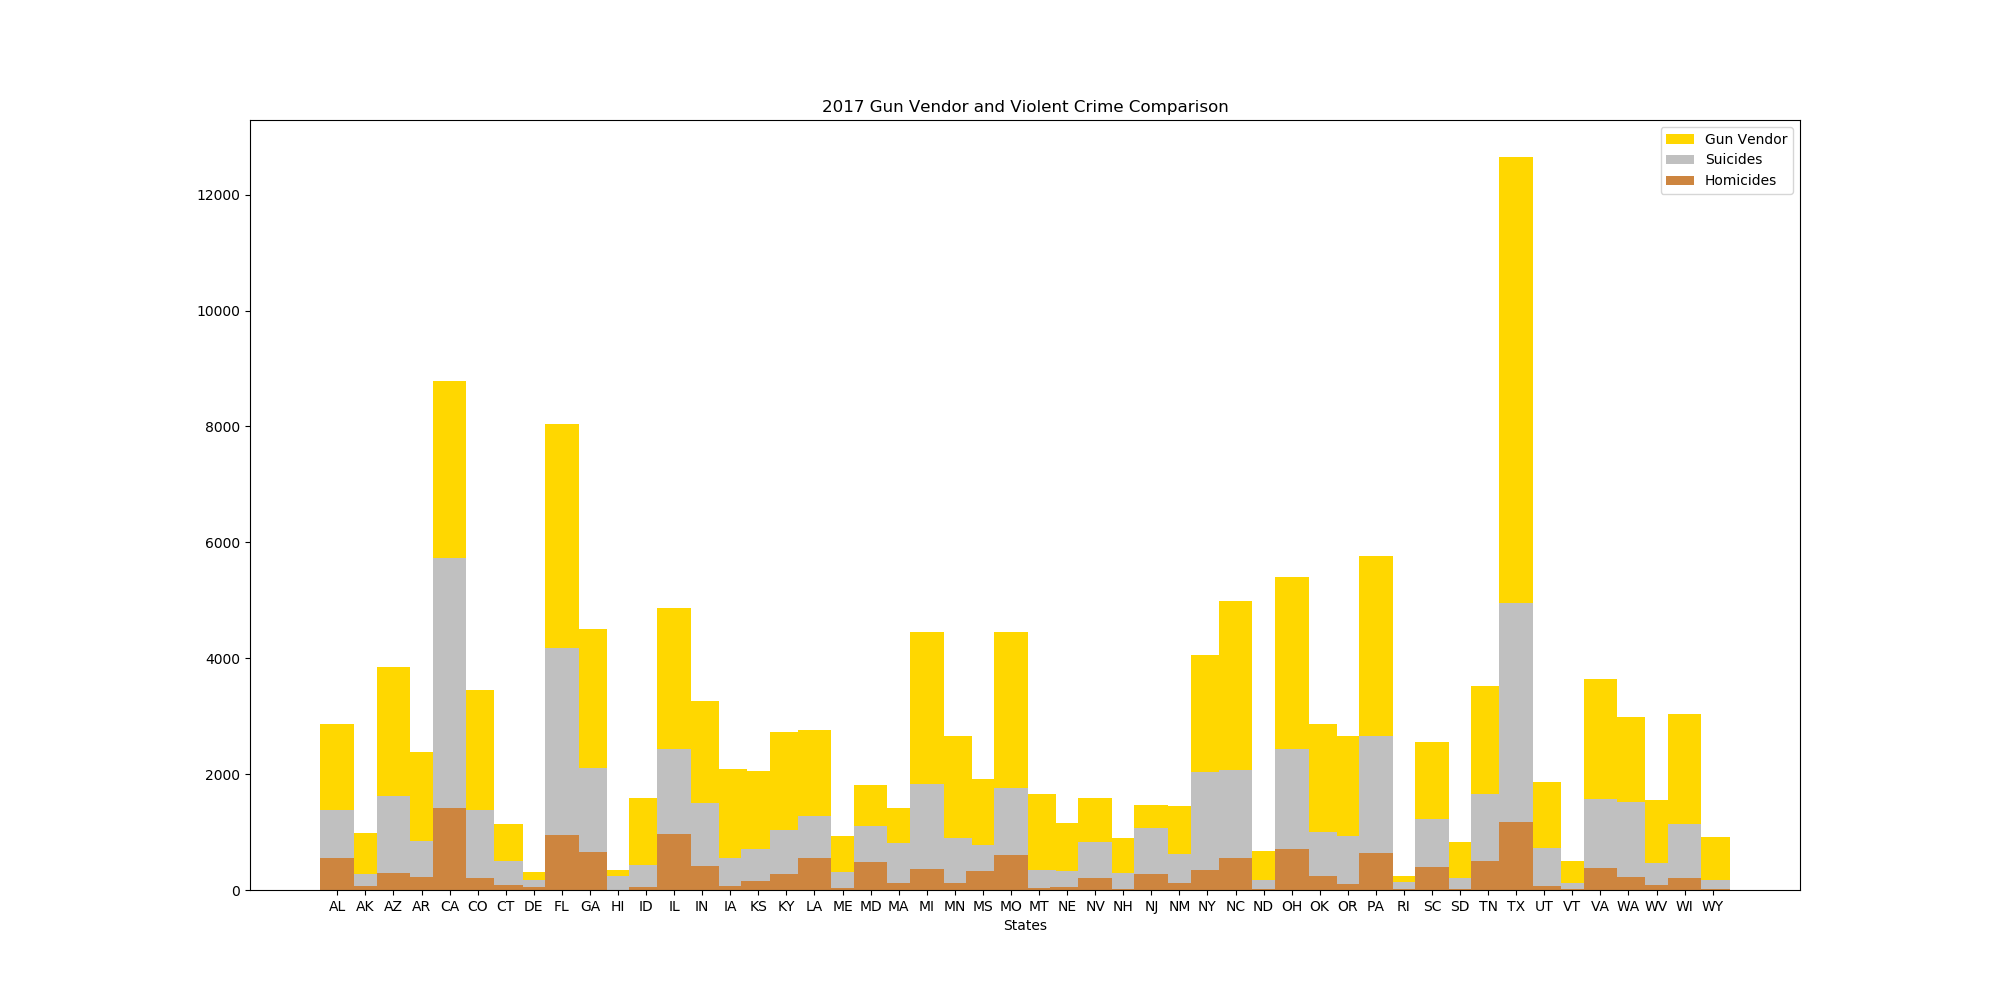 2017 Gun Vendor and Violent Crime Comparison
Gun Vendor
Suicides
Homicides
12000
10000
8000
6000
4000
2000
0
AL AK AZ AR CA CO CT DE FL GA HI ID IL IN IA KS KY LA ME MD MA MI MN MS MO MT NE NV NH NJ NM NY NC ND OH OK OR PA RI SC SD TN TX UT VT VA WA WV WI WY
States